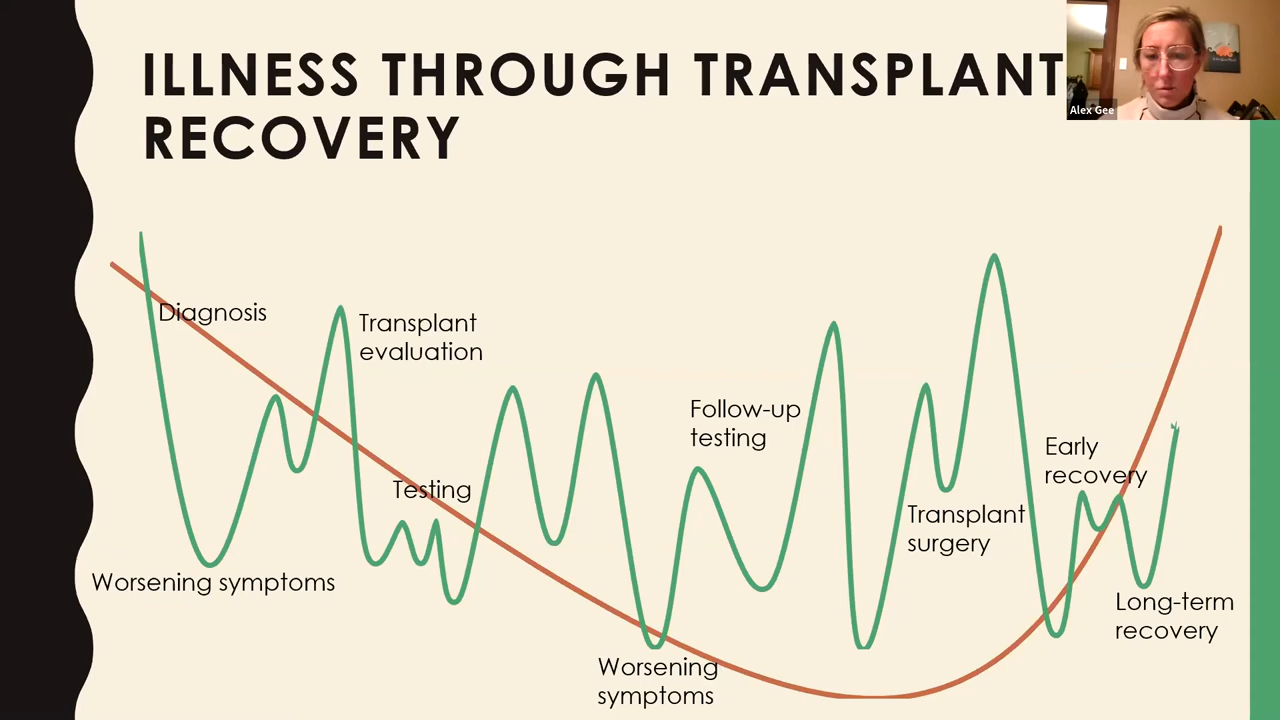 ILLNESS THROUGH TRANSPLANT
RECOVERY
Alex Gee
Diagnosis
Transplant
evaluation
Follow-up
testing
Early
recovery
Testing
Transplant
surgery
Worsening symptoms
Long-term
recovery
Worsening
symptoms